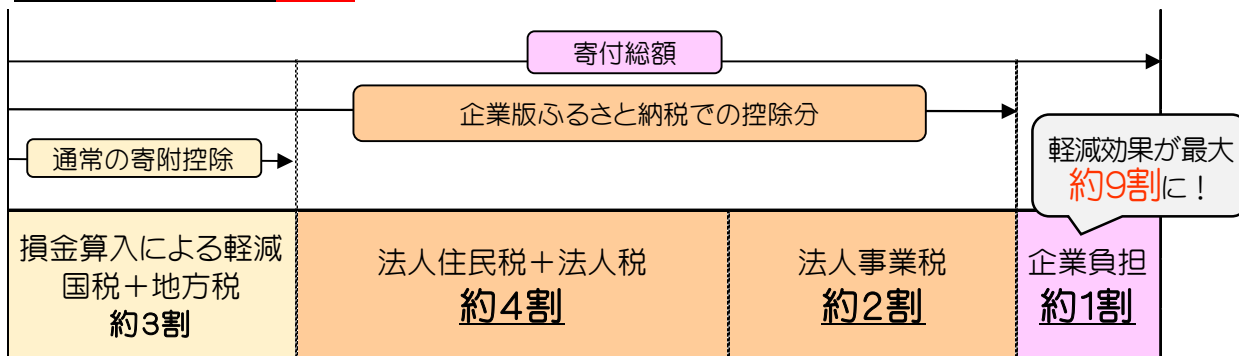 寄付総額
企業版ふるさと納税での控除分
通常の寄附控除
軽減効果が最大
約9割に！
損金算入による軽減
国税＋地方税
約3割
法人住民税＋法人税
約4割
法人事業税
約2割
企業負担
約1割